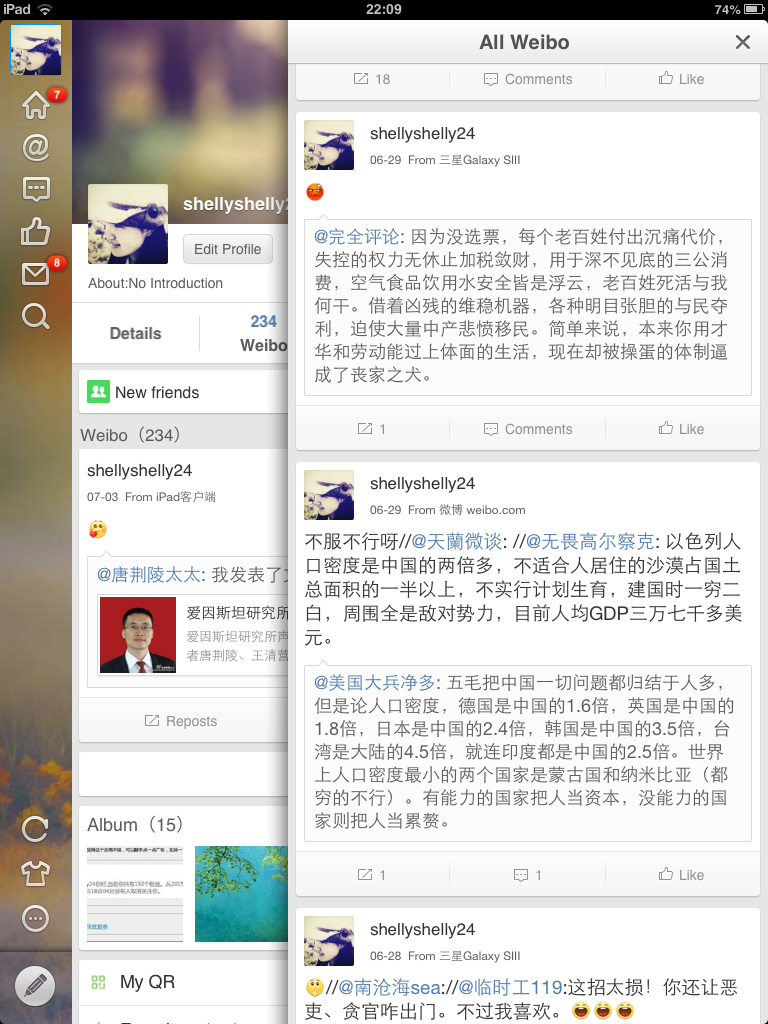 iPad
22:09
74%
7
8
shellyshelly2
Edit Profile
About:No Introduction
Details
234
Weibo
New friends
Weibo（234）
shellyshelly24
07-03 From iPad客户端
@唐荆陵太太: 我发表了
爱因斯坦研究所
爱因斯坦研究所声
者唐荆陵、王清营
Reposts
Album（15）
My QR
All Weibo
18
Comments
Like
shellyshelly24
06-29 From 三星Galaxy SIII
@完全评论: 因为没选票，每个老百姓付出沉痛代价，
失控的权力无休止加税敛财，用于深不见底的三公消
费，空气食品饮用水安全皆是浮云，老百姓死活与我
何干。借着凶残的维稳机器，各种明目张胆的与民夺
利，迫使大量中产悲愤移民。简单来说，本来你用才
华和劳动能过上体面的生活，现在却被操蛋的体制逼
成了丧家之犬。
1
Comments
Like
shellyshelly24
06-29 From 微博 weibo.com
不服不行呀//@天蘭微谈: //@无畏高尔察克: 以色列人
口密度是中国的两倍多，不适合人居住的沙漠占国土
总面积的一半以上，不实行计划生育，建国时一穷二
白，周围全是敌对势力，目前人均GDP三万七千多美
元。
@美国大兵净多: 五毛把中国一切问题都归结于人多，
但是论人口密度，德国是中国的1.6倍，英国是中国的
1.8倍，日本是中国的2.4倍，韩国是中国的3.5倍，台
湾是大陆的4.5倍，就连印度都是中国的2.5倍。世界
上人口密度最小的两个国家是蒙古国和纳米比亚（都
穷的不行）。有能力的国家把人当资本，没能力的国
家则把人当累赘。
1
1
Like
shellyshelly24
06-28 From 三星Galaxy SIII
//@南沧海sea://@临时工119:这招太损！你还让恶
吏、贪官咋出门。不过我喜欢。